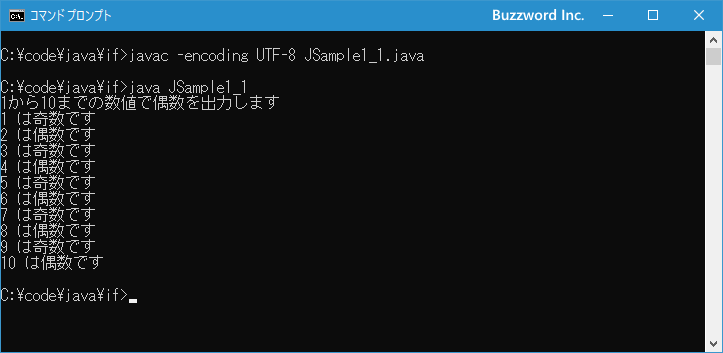 コマンドプロンプト
Buzzword Inc.
C:¥code¥java¥if>javac -encoding UTF-8 JSample1_1.java
C:¥code¥java¥if>java JSample1_1
1から10までの数値で偶数を出力します
1 は奇数です
2 は偶数です
3 は奇数です
4 は偶数です
5 は奇数です
6 は偶数です
7 は奇数です
8 は偶数です
9 は奇数です
10 は偶数です
C:¥code¥java¥if>